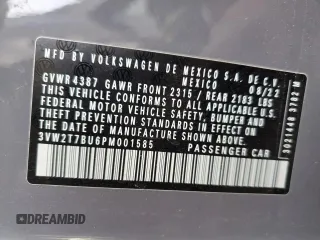 MFD BY VOLKSWAGEN DE MEXICO S.A. DE C.V.
MEXICO 08/22
GVWR 4387 GAWR FRONT 2315 / REAR 2183 LBS
THIS VEHICLE CONFORMS TO ALL APPLICABLE
FEDERAL MOTOR VEHICLE SAFETY, BUMPER AND
THEFT PREVENTION STANDARDS IN EFFECT
ON THE DATE OF MANUFACTURE SHOWN ABOVE
3VW2T7BU6PM001585 PASSENGER CAR
DREAMBID